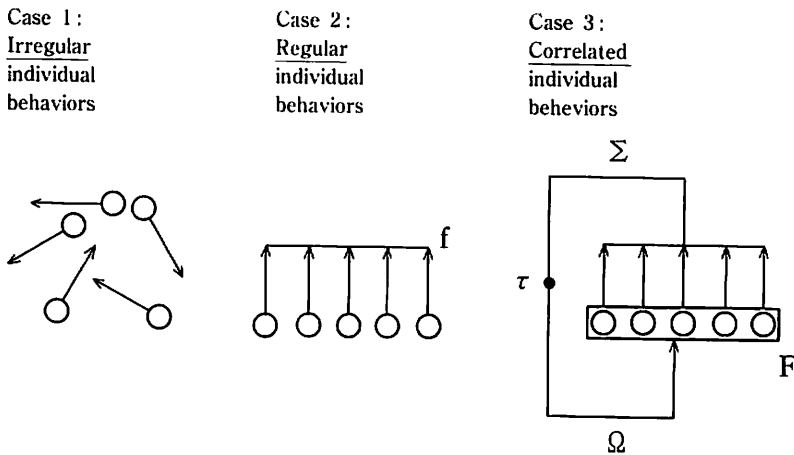 Case 1:
Irregular
individual
behaviors
Case 2:
Regular
individual
behaviors
Case 3:
Correlated
individual
beheviors
Σ
f
τ
F
Ω